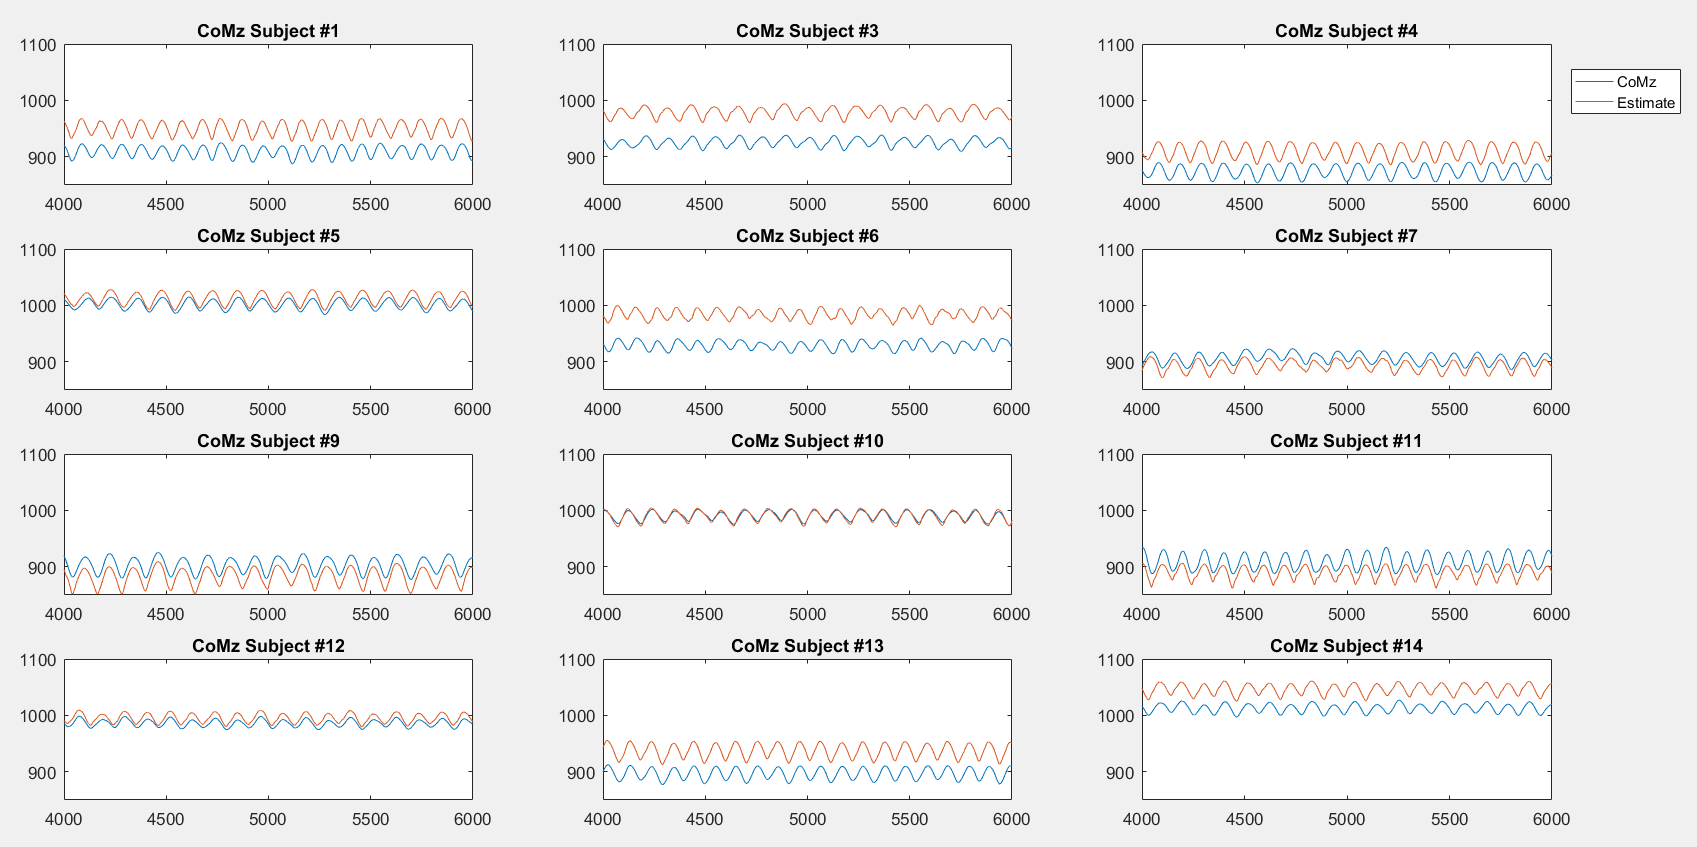 CoMz Subject #1
CoMz Subject #3
CoMz Subject #4
1100
1000
900
4000 4500 5000 5500 6000
1100
1000
900
4000 4500 5000 5500 6000
1100
1000
900
4000 4500 5000 5500 6000
CoMz
Estimate
CoMz Subject #5
CoMz Subject #6
CoMz Subject #7
1100
1000
900
4000 4500 5000 5500 6000
1100
1000
900
4000 4500 5000 5500 6000
1100
1000
900
4000 4500 5000 5500 6000
CoMz Subject #9
CoMz Subject #10
CoMz Subject #11
1100
1000
900
4000 4500 5000 5500 6000
1100
1000
900
4000 4500 5000 5500 6000
1100
1000
900
4000 4500 5000 5500 6000
CoMz Subject #12
CoMz Subject #13
CoMz Subject #14
1100
1000
900
4000 4500 5000 5500 6000
1100
1000
900
4000 4500 5000 5500 6000
1100
1000
900
4000 4500 5000 5500 6000